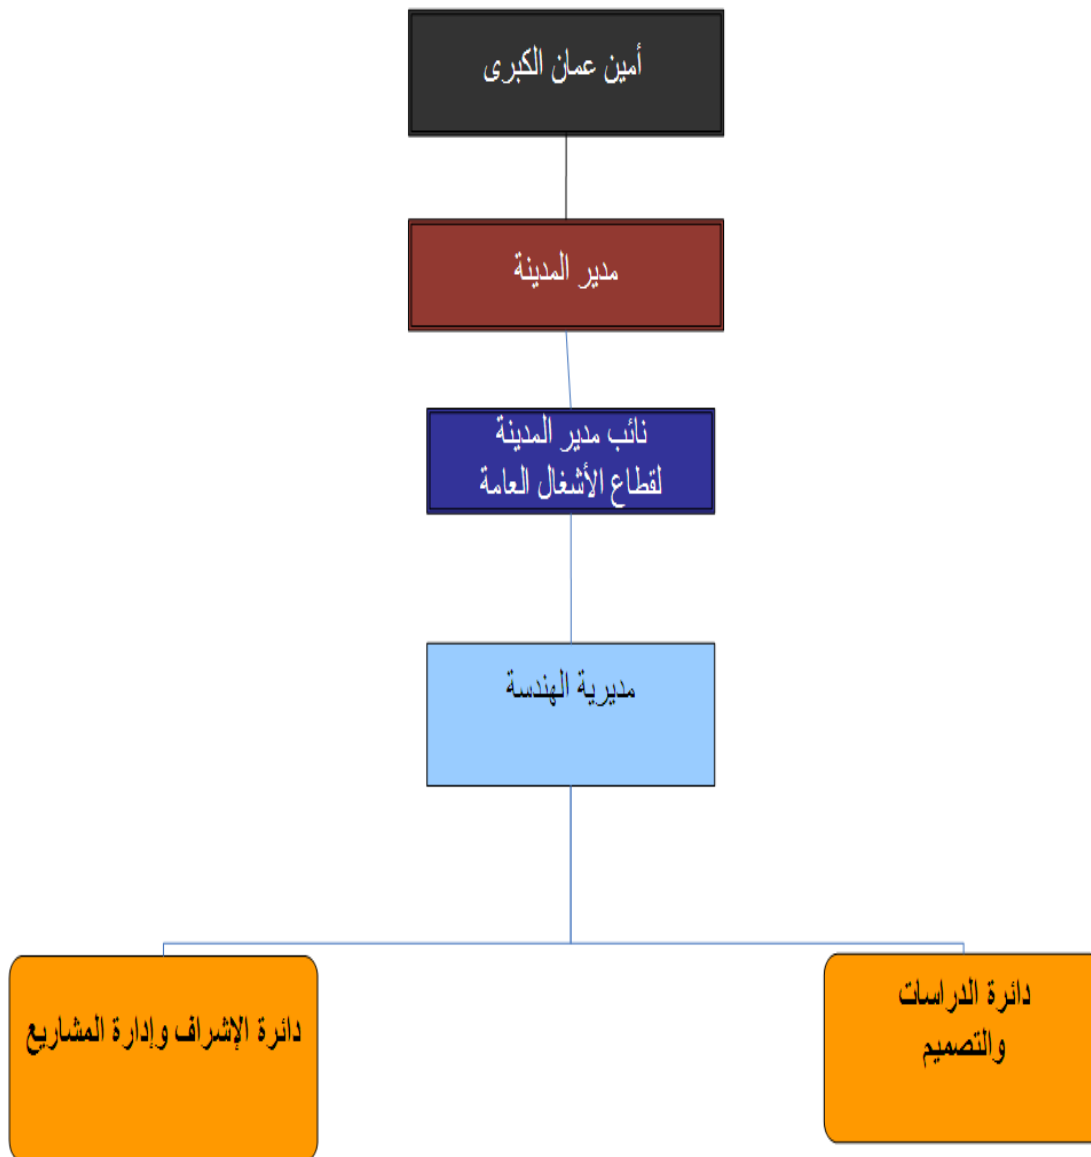 أمين عمان الكبرى
مدير المدينة
نائب مدير المدينة
لقطاع الأشغال العامة
مديرية الهندسة
دائرة الدراسات
والتصميم
دائرة الإشراف وإدارة المشاريع